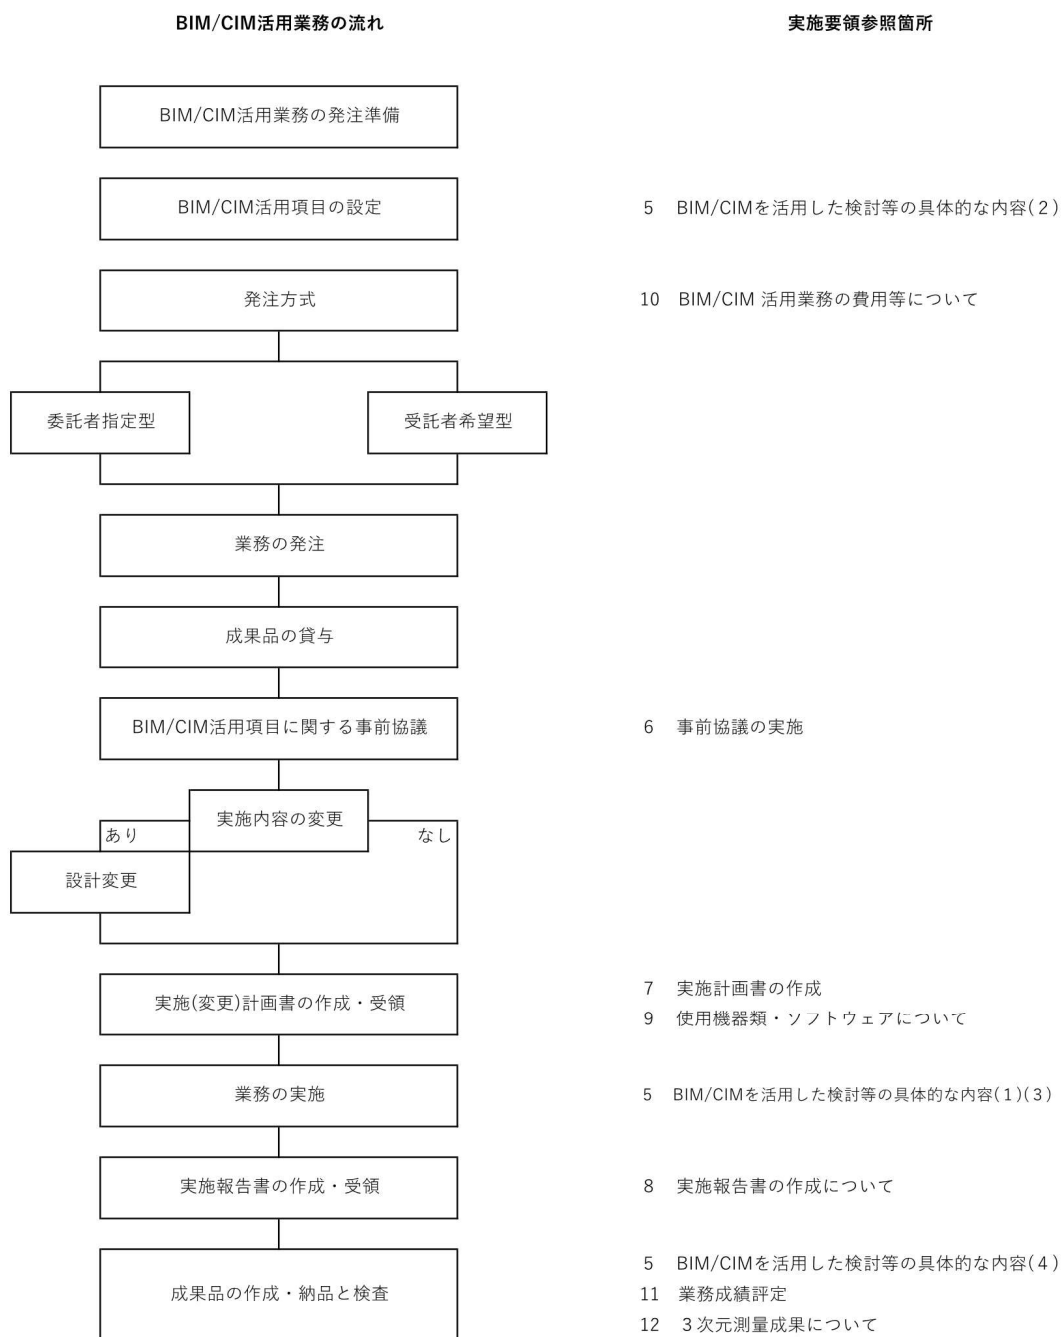 BIM/CIM活用業務の流れ 実施要領参照箇所
BIM/CIM活用業務の発注準備
BIM/CIM活用項目の設定 5 BIM/CIMを活用した検討等の具体的な内容(２)
発注方式 10 BIM/CIM 活用業務の費用等について
委託者指定型 受託者希望型
業務の発注
成果品の貸与
BIM/CIM活用項目に関する事前協議 6 事前協議の実施
実施内容の変更
あり なし
設計変更
実施(変更)計画書の作成・受領
7 実施計画書の作成
9 使用機器類・ソフトウェアについて
業務の実施 5 BIM/CIMを活用した検討等の具体的な内容(１)(３)
実施報告書の作成・受領 8 実施報告書の作成について
成果品の作成・納品と検査
5 BIM/CIMを活用した検討等の具体的な内容(４)
11 業務成績評定
12 ３次元測量成果について